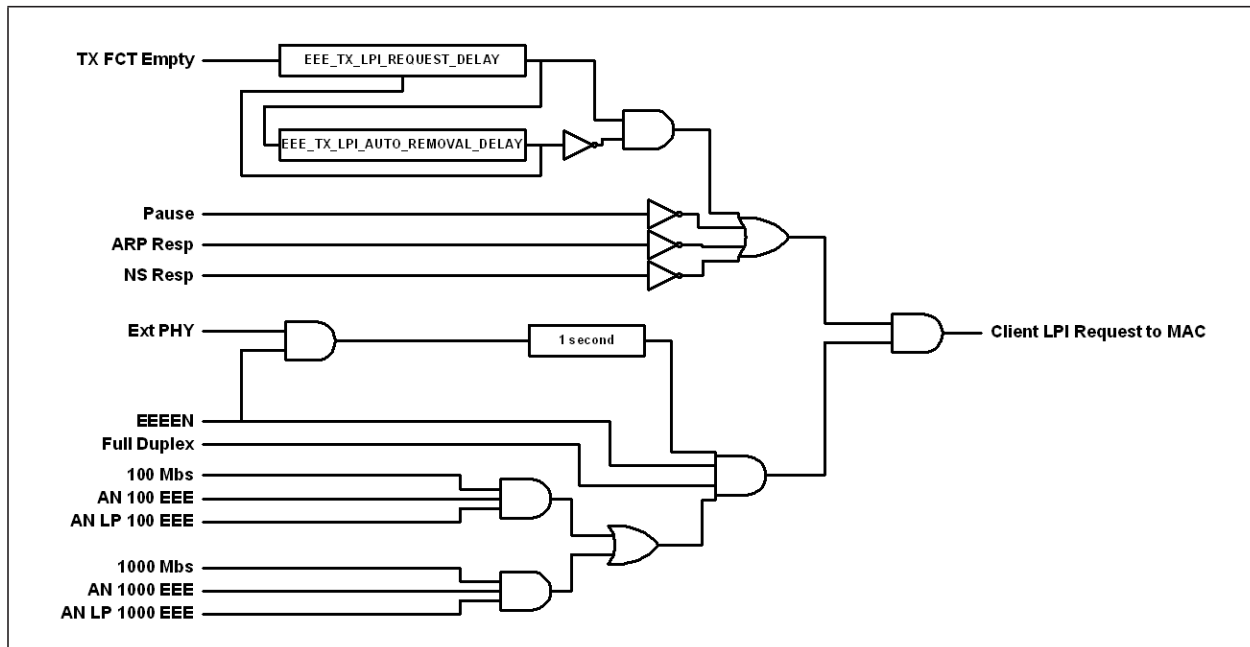 TX FCT Empty
EEE_TX_LPI_REQUEST_DELAY
EEE_TX_LPI_AUTO_REMOVAL_DELAY
Pause
ARP Resp
NS Resp
Ext PHY
1 second
Client LPI Request to MAC
EEEEN
Full Duplex
100 Mbs
AN 100 EEE
AN LP 100 EEE
1000 Mbs
AN 1000 EEE
AN LP 1000 EEE